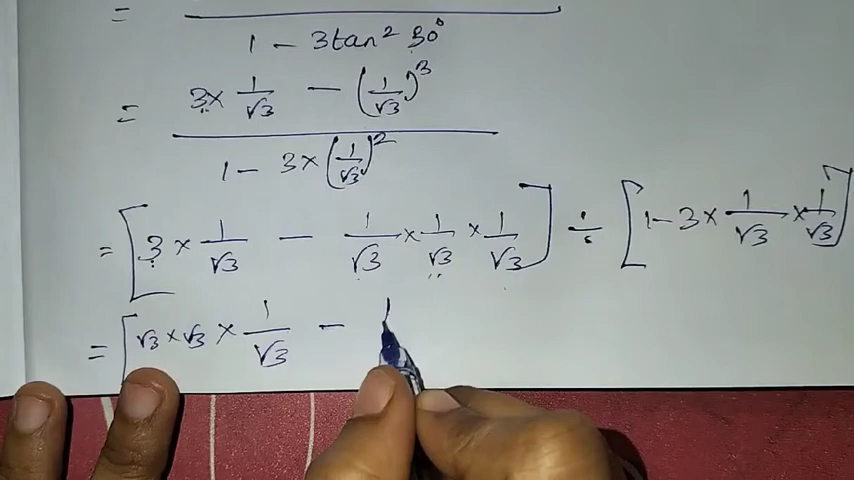 =
1 - 3tan² 30°
= 3 × 1/√3 - (1/√3)³
1 - 3 × (1/√3)²
= [3 × 1/√3 - 1/√3 × 1/√3 × 1/√3] ÷ [1 - 3 × 1/√3 × 1/√3]
= [√3 × √3 × 1/√3 - 1